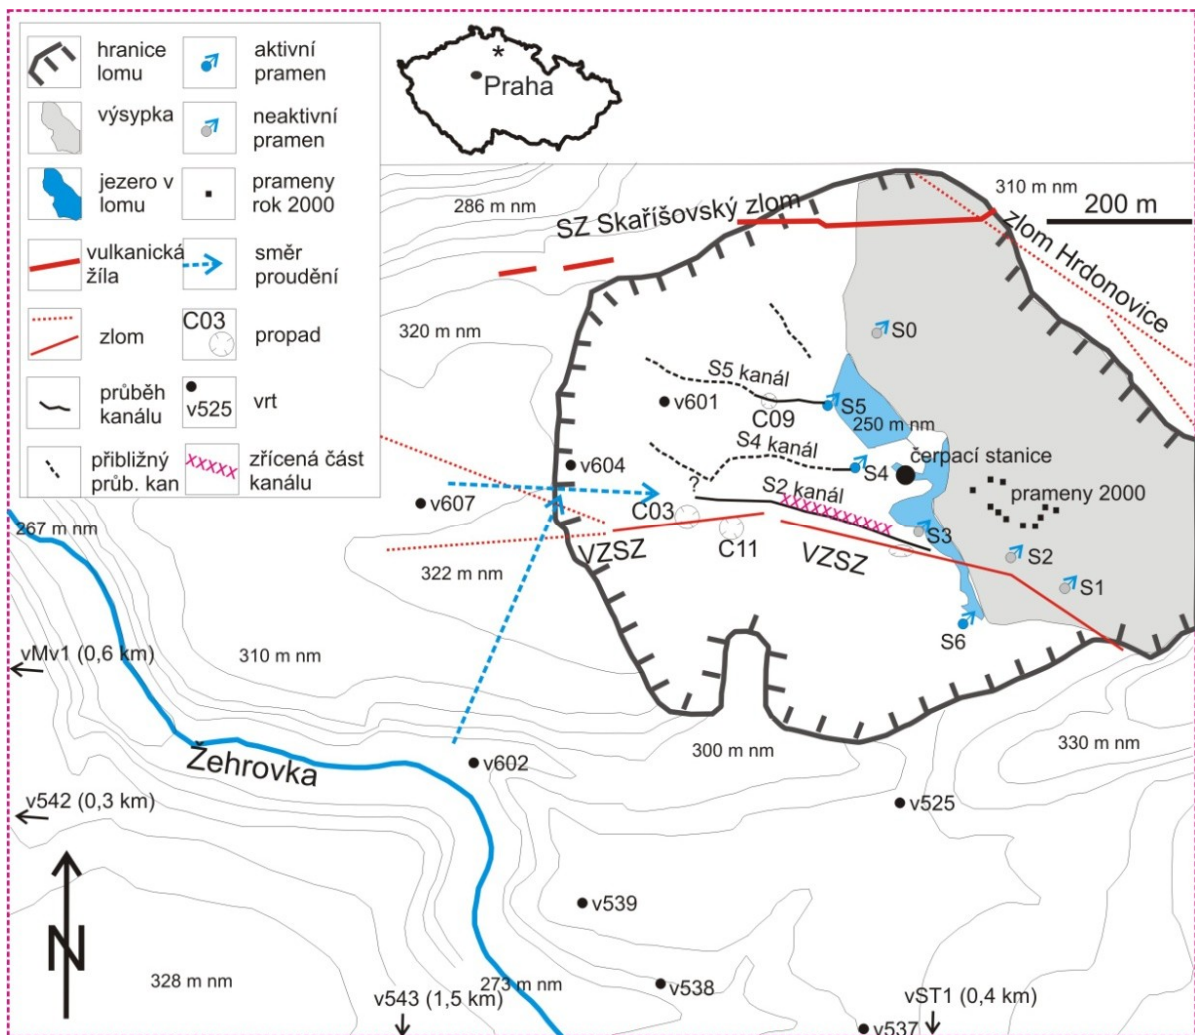 hranice
lomu
aktivní
pramen
výsypka
neaktivní
pramen
jezero v
lomu
prameny
rok 2000
vulkanická
žíla
směr
proudění
zlom
C03
propad
průběh
kanálu
v525
vrt
přibližný
průb. kan
xxxxx
zřícená část
kanálu
*
Praha
286 m nm
SZ Skaříšovský zlom
310 m nm
200 m
zlom Hrdonovice
320 m nm
S0
S5 kanál
v601
C09
S5
250 m nm
S4 kanál
v604
S4
čerpací stanice
v607
?
S2 kanál
xxxxxxxxxxx
prameny 2000
C03
C11
S3
267 m nm
VZSZ
VZSZ
S2
322 m nm
S1
S6
vMv1 (0,6 km)
310 m nm
300 m nm
330 m nm
Žehrovka
v602
v542 (0,3 km)
v525
v539
N
328 m nm
273 m nm
v538
v543 (1,5 km)
vST1 (0,4 km)
v537